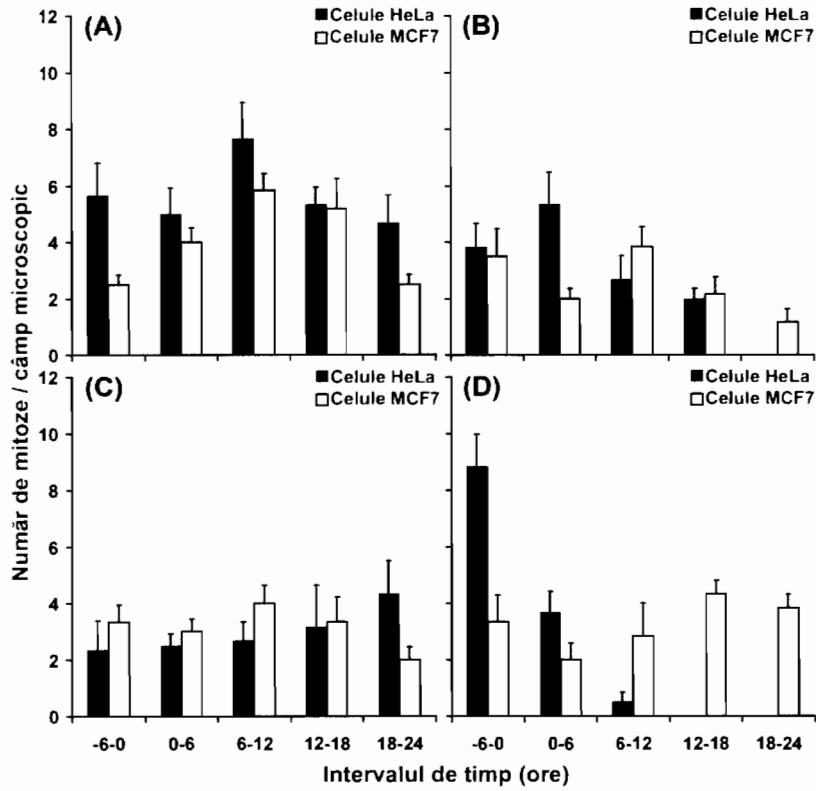 (A)
Celule HeLa
Celule MCF7
(B)
Celule HeLa
Celule MCF7
12
10
8
6
4
2
0
(C)
Celule HeLa
Celule MCF7
(D)
Celule HeLa
Celule MCF7
12
10
8
6
4
2
0
Număr de mitoze / câmp microscopic
-6-0 0-6 6-12 12-18 18-24 -6-0 0-6 6-12 12-18 18-24
Intervalul de timp (ore)